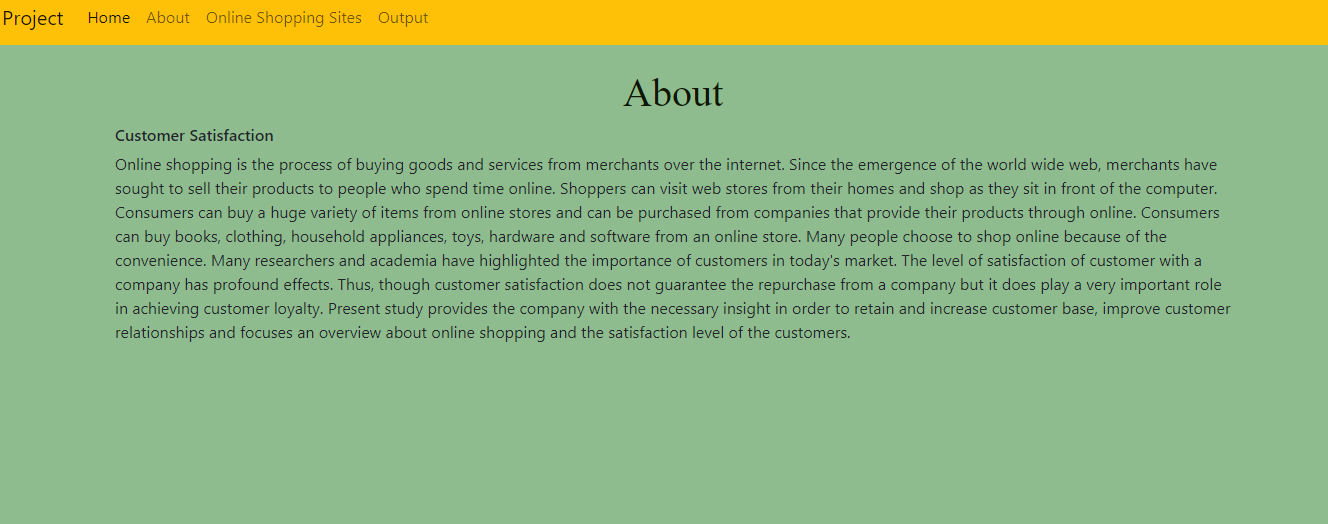 Project Home About Online Shopping Sites Output
About
Customer Satisfaction
Online shopping is the process of buying goods and services from merchants over the internet. Since the emergence of the world wide web, merchants have
sought to sell their products to people who spend time online. Shoppers can visit web stores from their homes and shop as they sit in front of the computer.
Consumers can buy a huge variety of items from online stores and can be purchased from companies that provide their products through online. Consumers
can buy books, clothing, household appliances, toys, hardware and software from an online store. Many people choose to shop online because of the
convenience. Many researchers and academia have highlighted the importance of customers in today's market. The level of satisfaction of customer with a
company has profound effects. Thus, though customer satisfaction does not guarantee the repurchase from a company but it does play a very important role
in achieving customer loyalty. Present study provides the company with the necessary insight in order to retain and increase customer base, improve customer
relationships and focuses an overview about online shopping and the satisfaction level of the customers.